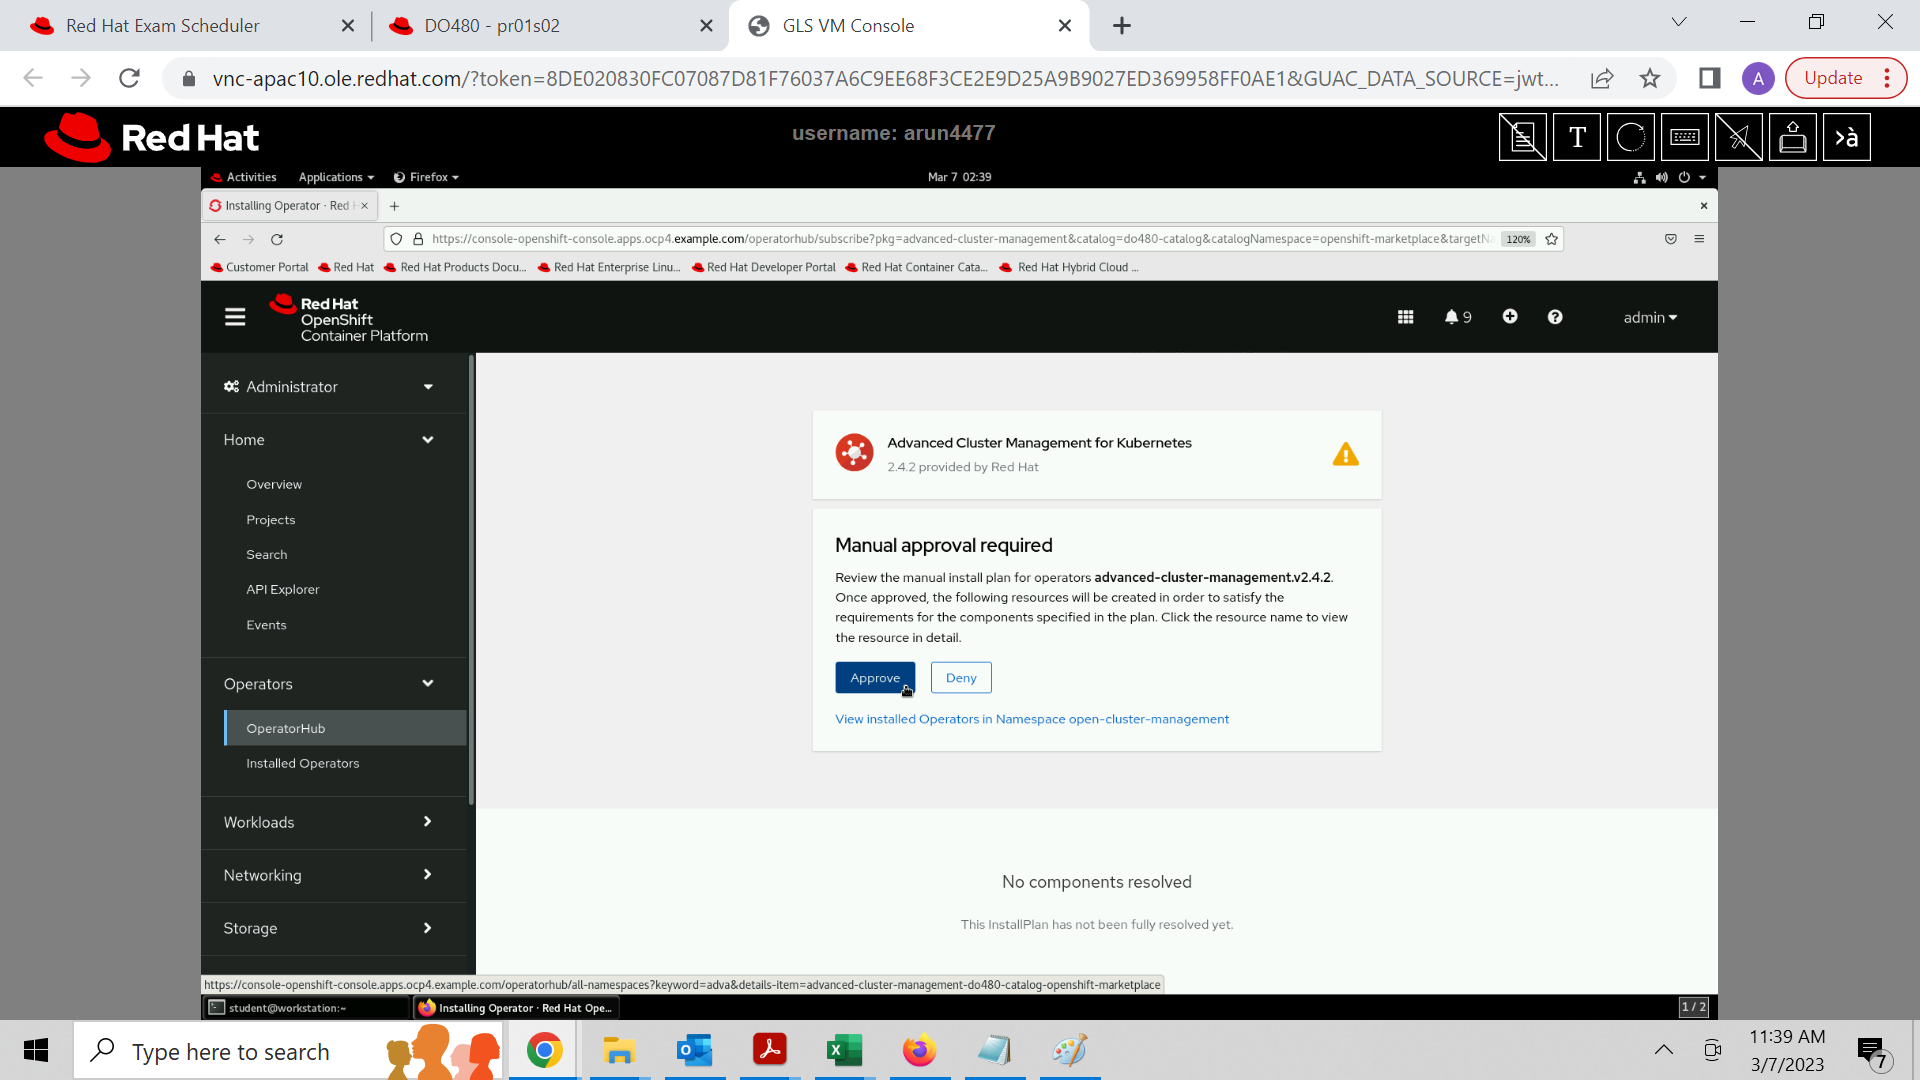 Red Hat Exam Scheduler
DO480 - pr01s02
GLS VM Console
vnc-apac10.ole.redhat.com/?token=8DE020830FC07087D81F76037A6C9EE68F3CE2E9D25A9B9027ED369958FF0AE1&GUAC_DATA_SOURCE=jwt...
A
Update
Red Hat
username: arun4477
T
>à
Activities
Applications
Firefox
Mar 7 02:39
Installing Operator · Red H
https://console-openshift-console.apps.ocp4.example.com/operatorhub/subscribe?pkg=advanced-cluster-management&catalog=do480-catalog&catalogNamespace=openshift-marketplace&targetNa
120%
Customer Portal
Red Hat
Red Hat Products Docu...
Red Hat Enterprise Linu...
Red Hat Developer Portal
Red Hat Container Cata...
Red Hat Hybrid Cloud ...
Red Hat
OpenShift
Container Platform
9
admin
Administrator
Home
Overview
Projects
Search
API Explorer
Events
Operators
OperatorHub
Installed Operators
Workloads
Networking
Storage
Advanced Cluster Management for Kubernetes
2.4.2 provided by Red Hat
Manual approval required
Review the manual install plan for operators advanced-cluster-management.v2.4.2.
Once approved, the following resources will be created in order to satisfy the
requirements for the components specified in the plan. Click the resource name to view
the resource in detail.
Approve
Deny
View installed Operators in Namespace open-cluster-management
No components resolved
This InstallPlan has not been fully resolved yet.
https://console-openshift-console.apps.ocp4.example.com/operatorhub/all-namespaces?keyword=adva&details-item=advanced-cluster-management-do480-catalog-openshift-marketplace
student@workstation:~
Installing Operator · Red Hat Ope...
1 / 2
Type here to search
11:39 AM
3/7/2023
7